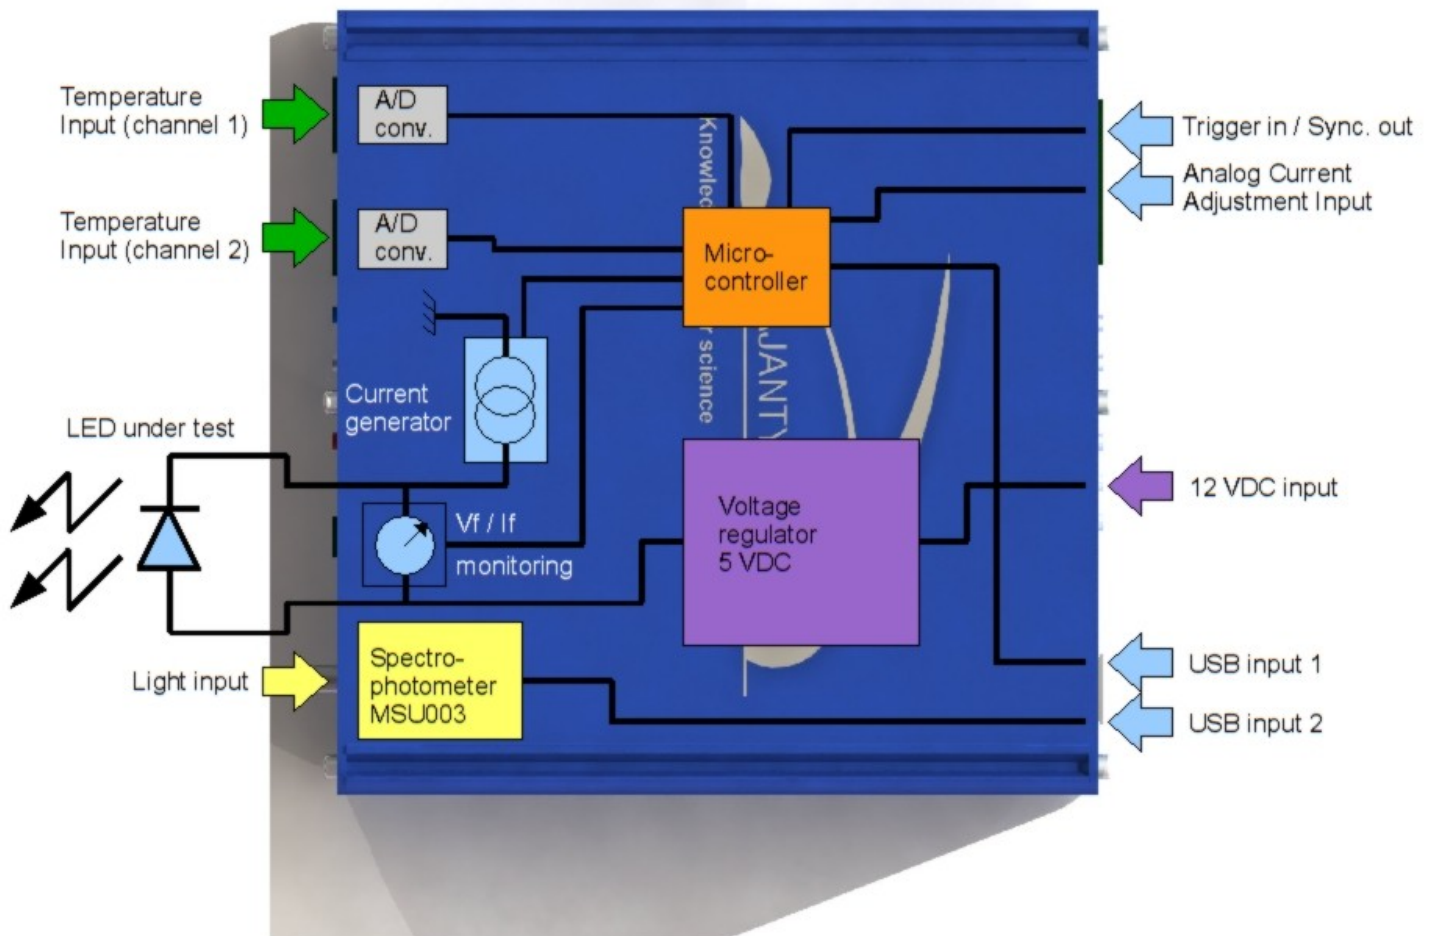 Temperature
Input (channel 1)
A/D
conv.
Trigger in / Sync. out
Analog Current
Adjustment Input
Temperature
Input (channel 2)
A/D
conv.
Micro-
controller
science
Current
generator
LED under test
Vf / If
monitoring
Voltage
regulator
5 VDC
12 VDC input
Light input
Spectro-
photometer
MSU003
USB input 1
USB input 2